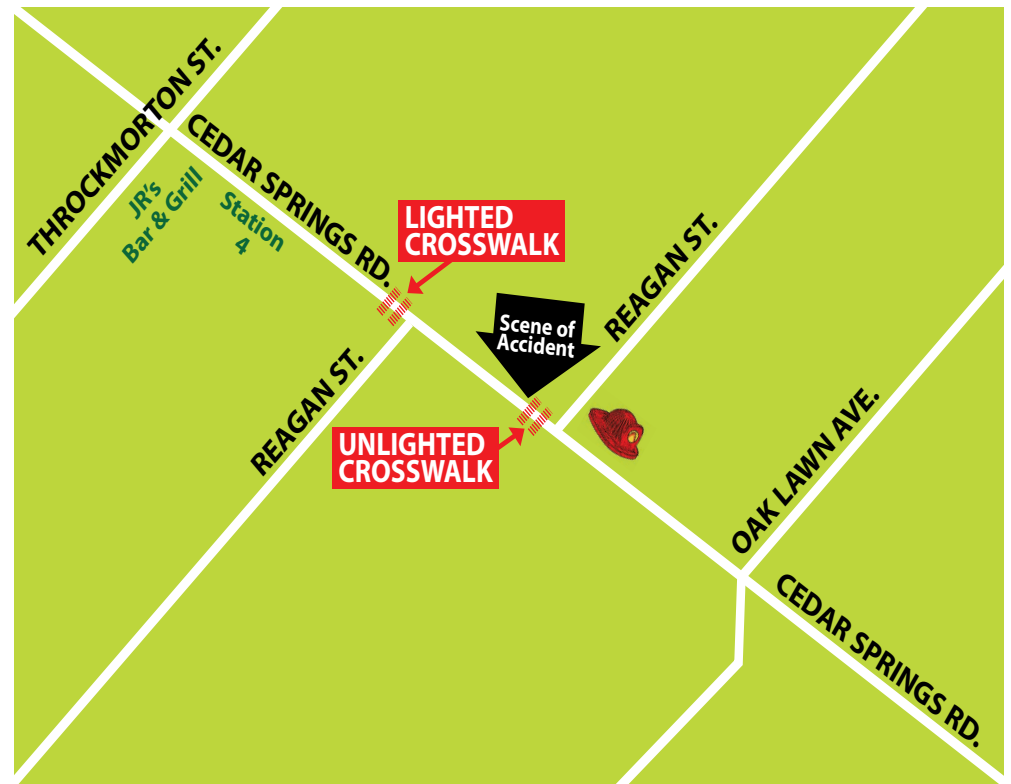 THROCKMORTON ST.
CEDAR SPRINGS RD.
JR's
Bar & Grill
Station
4
LIGHTED
CROSSWALK
REAGAN ST.
Scene of
Accident
REAGAN ST.
UNLIGHTED
CROSSWALK
OAK LAWN AVE.
CEDAR SPRINGS RD.